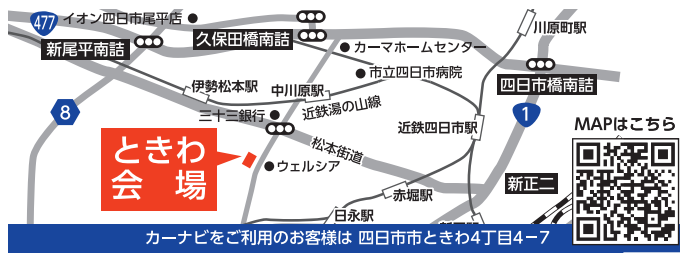 477
イオン四日市尾平店
新尾平南詰
久保田橋南詰
カーマホームセンター
川原町駅
市立四日市病院
四日市橋南詰
伊勢松本駅
中川原駅
近鉄湯の山線
8
三十三銀行
近鉄四日市駅
1
MAPはこちら
ときわ
会場
松本街道
ウェルシア
赤堀駅
新正二
日永駅
カーナビをご利用のお客様は 四日市市ときわ4丁目4−7